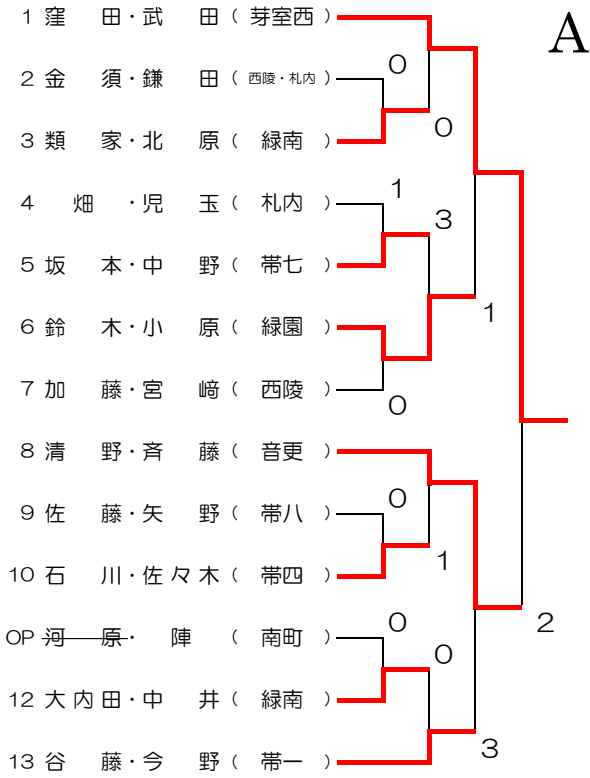 A
1 窪 田・武 田 ( 芽室西 )
0
2 金 須・鎌 田 ( 西陵・札内 )
0
3 類 家・北 原 ( 緑南 )
1
4 畑 ・児 玉 ( 札内 )
3
5 坂 本・中 野 ( 帯七 )
1
6 鈴 木・小 原 ( 緑園 )
7 加 藤・宮 﨑 ( 西陵 )
0
8 清 野・斉 藤 ( 音更 )
0
9 佐 藤・矢 野 ( 帯八 )
1
10 石 川・佐々木 ( 帯四 )
2
0
OP 河 原・ 陣 ( 南町 )
0
12 大内田・中 井 ( 緑南 )
3
13 谷 藤・今 野 ( 帯一 )